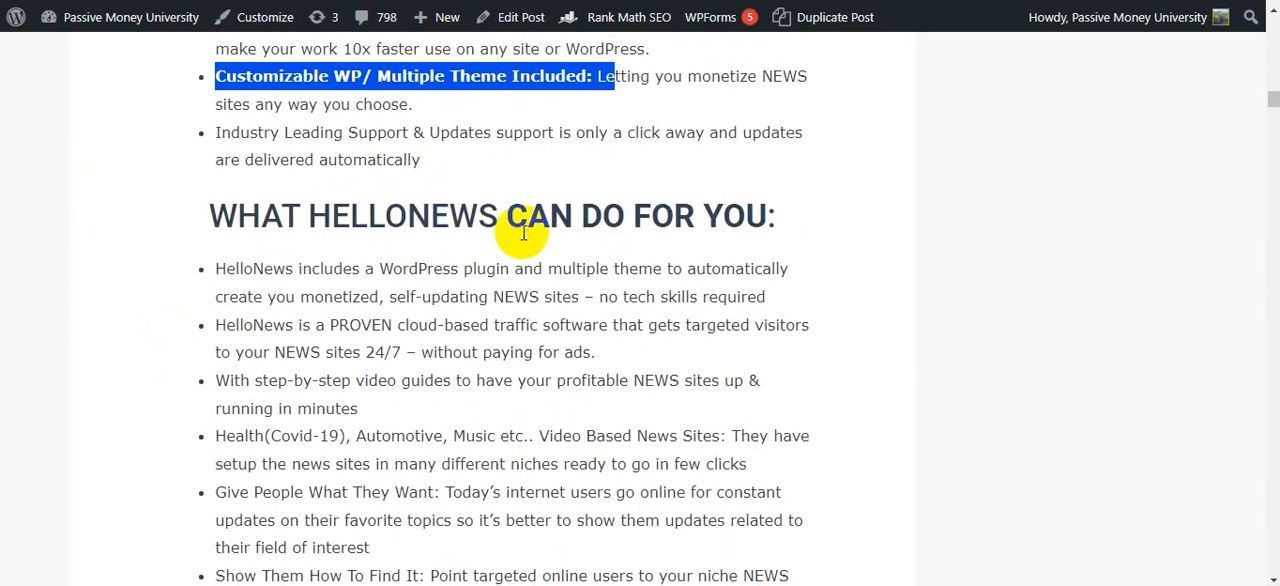 Passive Money University Customize 3 798 New Edit Post Rank Math SEO WPForms 5 Duplicate Post Howdy, Passive Money University
make your work 10x faster use on any site or WordPress.
• Customizable WP/ Multiple Theme Included: Letting you monetize NEWS
sites any way you choose.
• Industry Leading Support & Updates support is only a click away and updates
are delivered automatically
WHAT HELLONEWS CAN DO FOR YOU:
• HelloNews includes a WordPress plugin and multiple theme to automatically
create you monetized, self-updating NEWS sites – no tech skills required
• HelloNews is a PROVEN cloud-based traffic software that gets targeted visitors
to your NEWS sites 24/7 – without paying for ads.
• With step-by-step video guides to have your profitable NEWS sites up &
running in minutes
• Health(Covid-19), Automotive, Music etc.. Video Based News Sites: They have
setup the news sites in many different niches ready to go in few clicks
• Give People What They Want: Today’s internet users go online for constant
updates on their favorite topics so it’s better to show them updates related to
their field of interest
• Show Them How To Find It: Point targeted online users to your niche NEWS